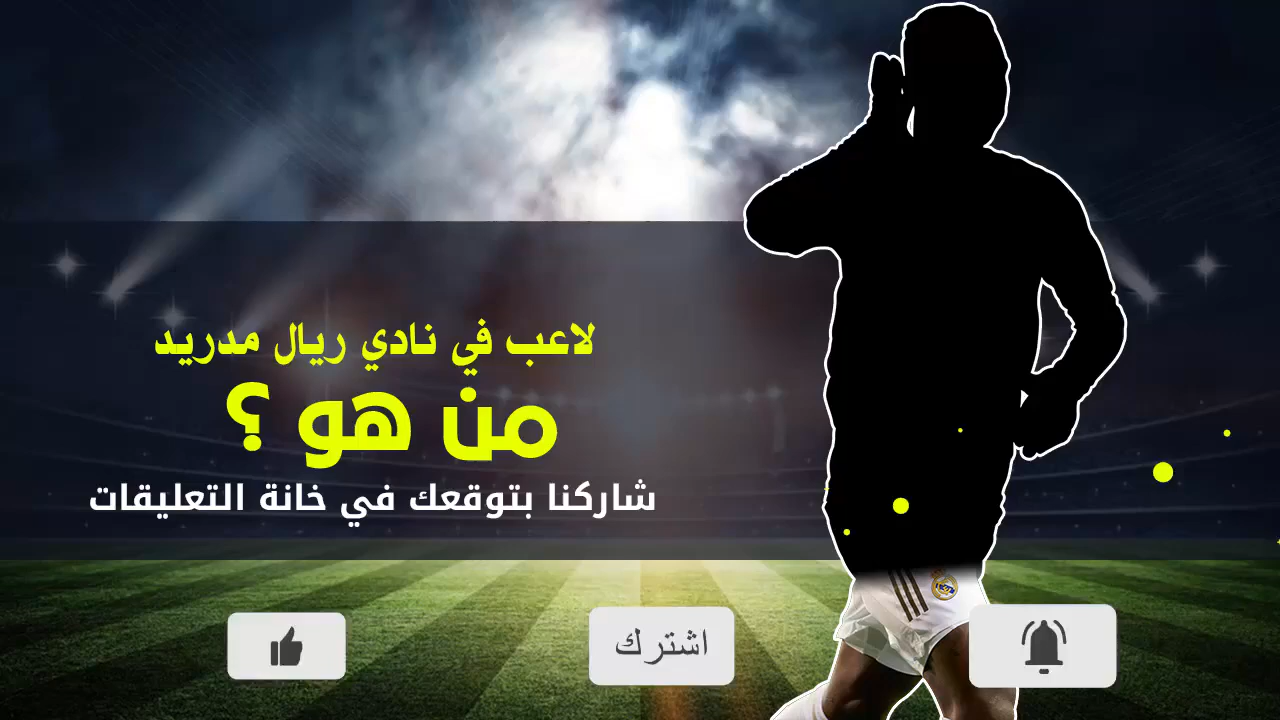 لاعب في نادي ريال مدريد
من هو ؟
شاركنا بتوقعك في خانة التعليقات
اشترك